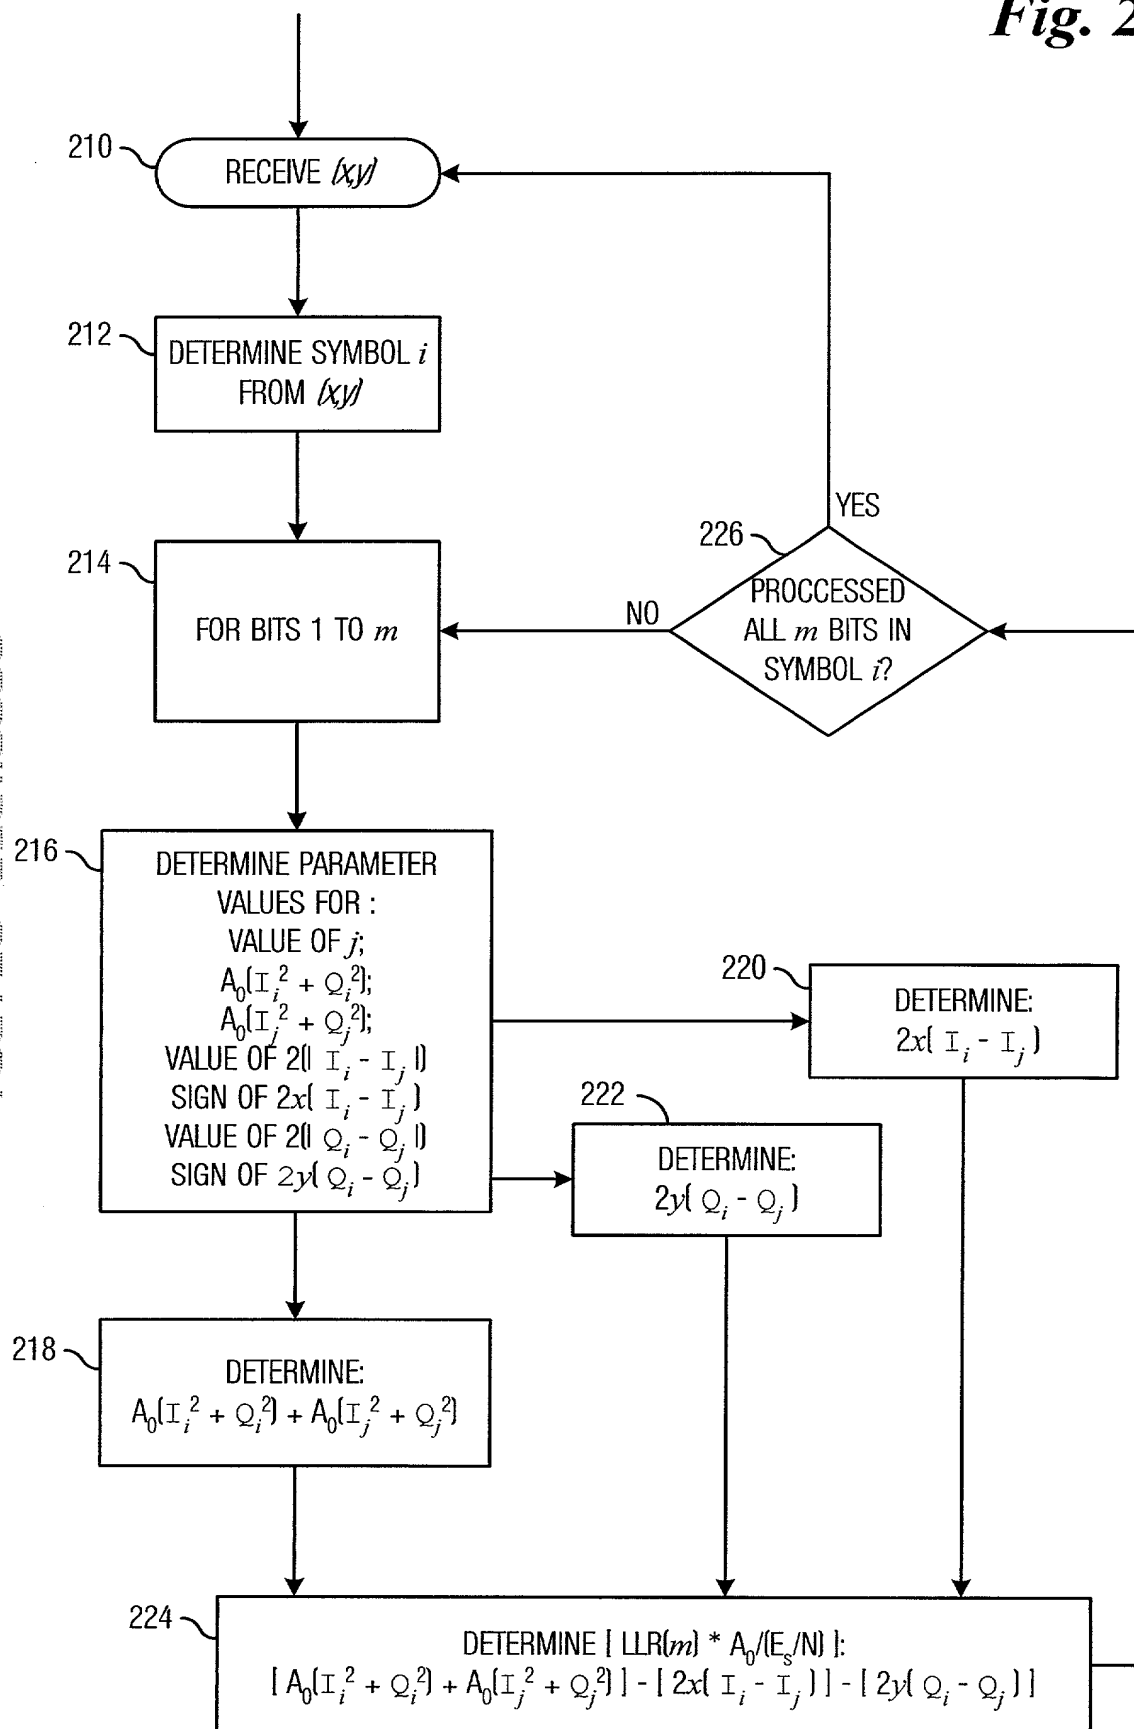 Fig. 2
210
RECEIVE (x,y)
212
DETERMINE SYMBOL i
FROM (x,y)
YES
226
214
FOR BITS 1 TO m
NO
PROCCESSED
ALL m BITS IN
SYMBOL i?
216
DETERMINE PARAMETER
VALUES FOR :
VALUE OF j;
A₀(Iᵢ² + Qᵢ²);
A₀(Iⱼ² + Qⱼ²);
VALUE OF 2(| Iᵢ - Iⱼ |)
SIGN OF 2x( Iᵢ - Iⱼ )
VALUE OF 2(| Qᵢ - Qⱼ |)
SIGN OF 2y( Qᵢ - Qⱼ )
220
DETERMINE:
2x( Iᵢ - Iⱼ )
222
DETERMINE:
2y( Qᵢ - Qⱼ )
218
DETERMINE:
A₀(Iᵢ² + Qᵢ²) + A₀(Iⱼ² + Qⱼ²)
224
DETERMINE [ LLR(m) * A₀/(Eₛ/N) ]:
[ A₀(Iᵢ² + Qᵢ²) + A₀(Iⱼ² + Qⱼ²) ] - [ 2x( Iᵢ - Iⱼ ) ] - [ 2y( Qᵢ - Qⱼ ) ]